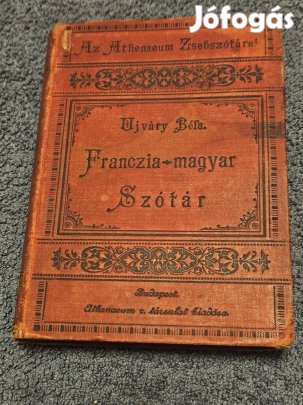 Jófogás
Az Athenaeum Zsebszótárai
Ujváry Béla.
Franczia-magyar
Szótár
Budapest.
Athenaeum r. társulat kiadása.